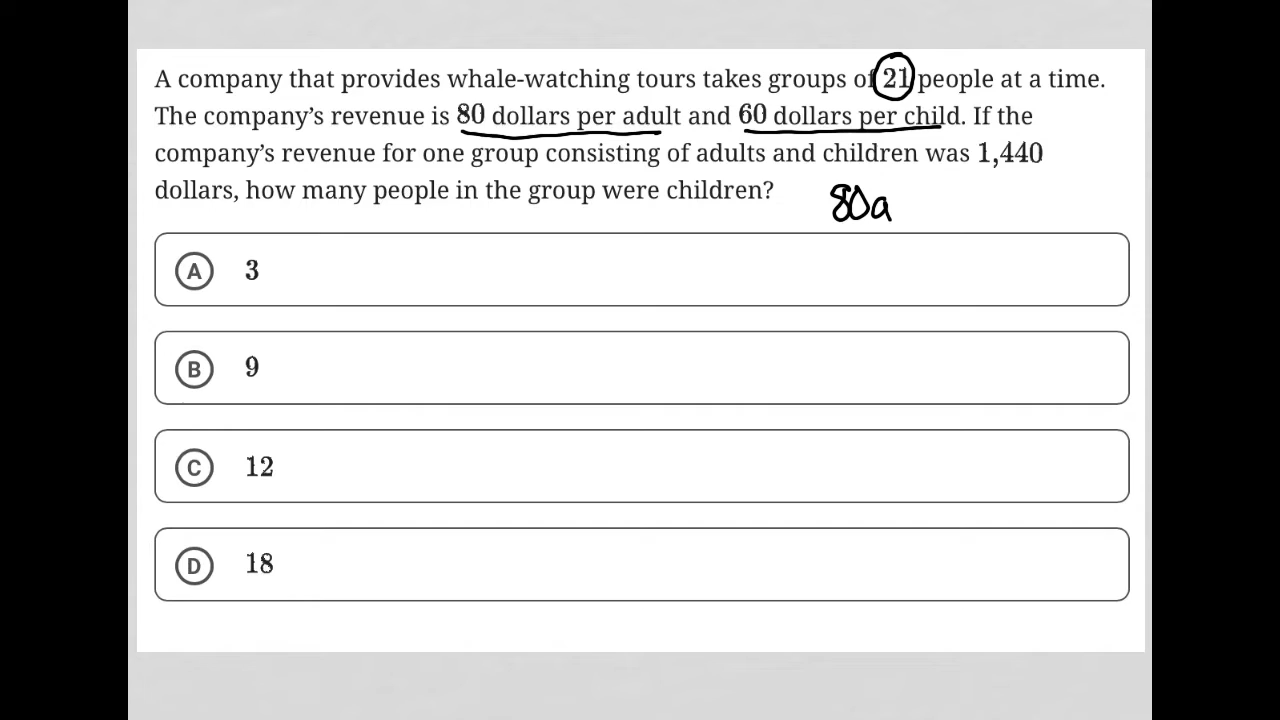 A company that provides whale-watching tours takes groups of 21 people at a time.
The company's revenue is 80 dollars per adult and 60 dollars per child. If the
company's revenue for one group consisting of adults and children was 1,440
dollars, how many people in the group were children?
80a
A 3
B 9
C 12
D 18